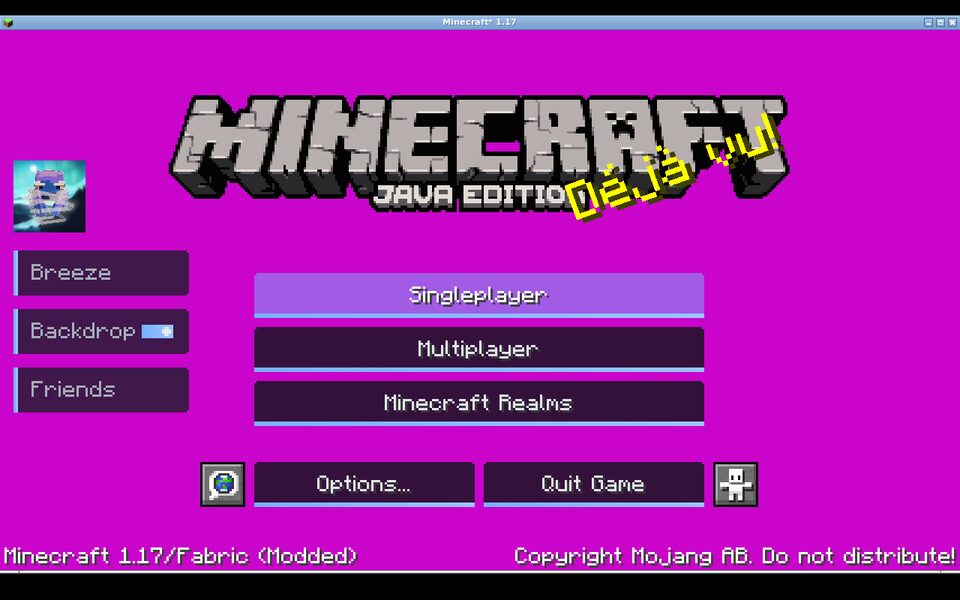 Minecraft* 1.17
MINECRAFT
JAVA EDITION
Déjà vu!
Breeze
Backdrop
Friends
Singleplayer
Multiplayer
Minecraft Realms
Options...
Quit Game
Minecraft 1.17/Fabric (Modded)
Copyright Mojang AB. Do not distribute!